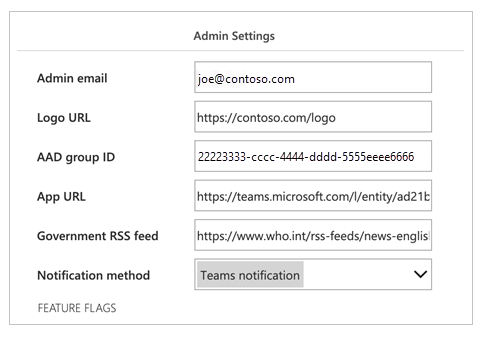 Admin Settings
Admin email joe@contoso.com
Logo URL https://contoso.com/logo
AAD group ID 22223333-cccc-4444-dddd-5555eeee6666
App URL https://teams.microsoft.com/l/entity/ad21b
Government RSS feed https://www.who.int/rss-feeds/news-english
Notification method Teams notification
FEATURE FLAGS